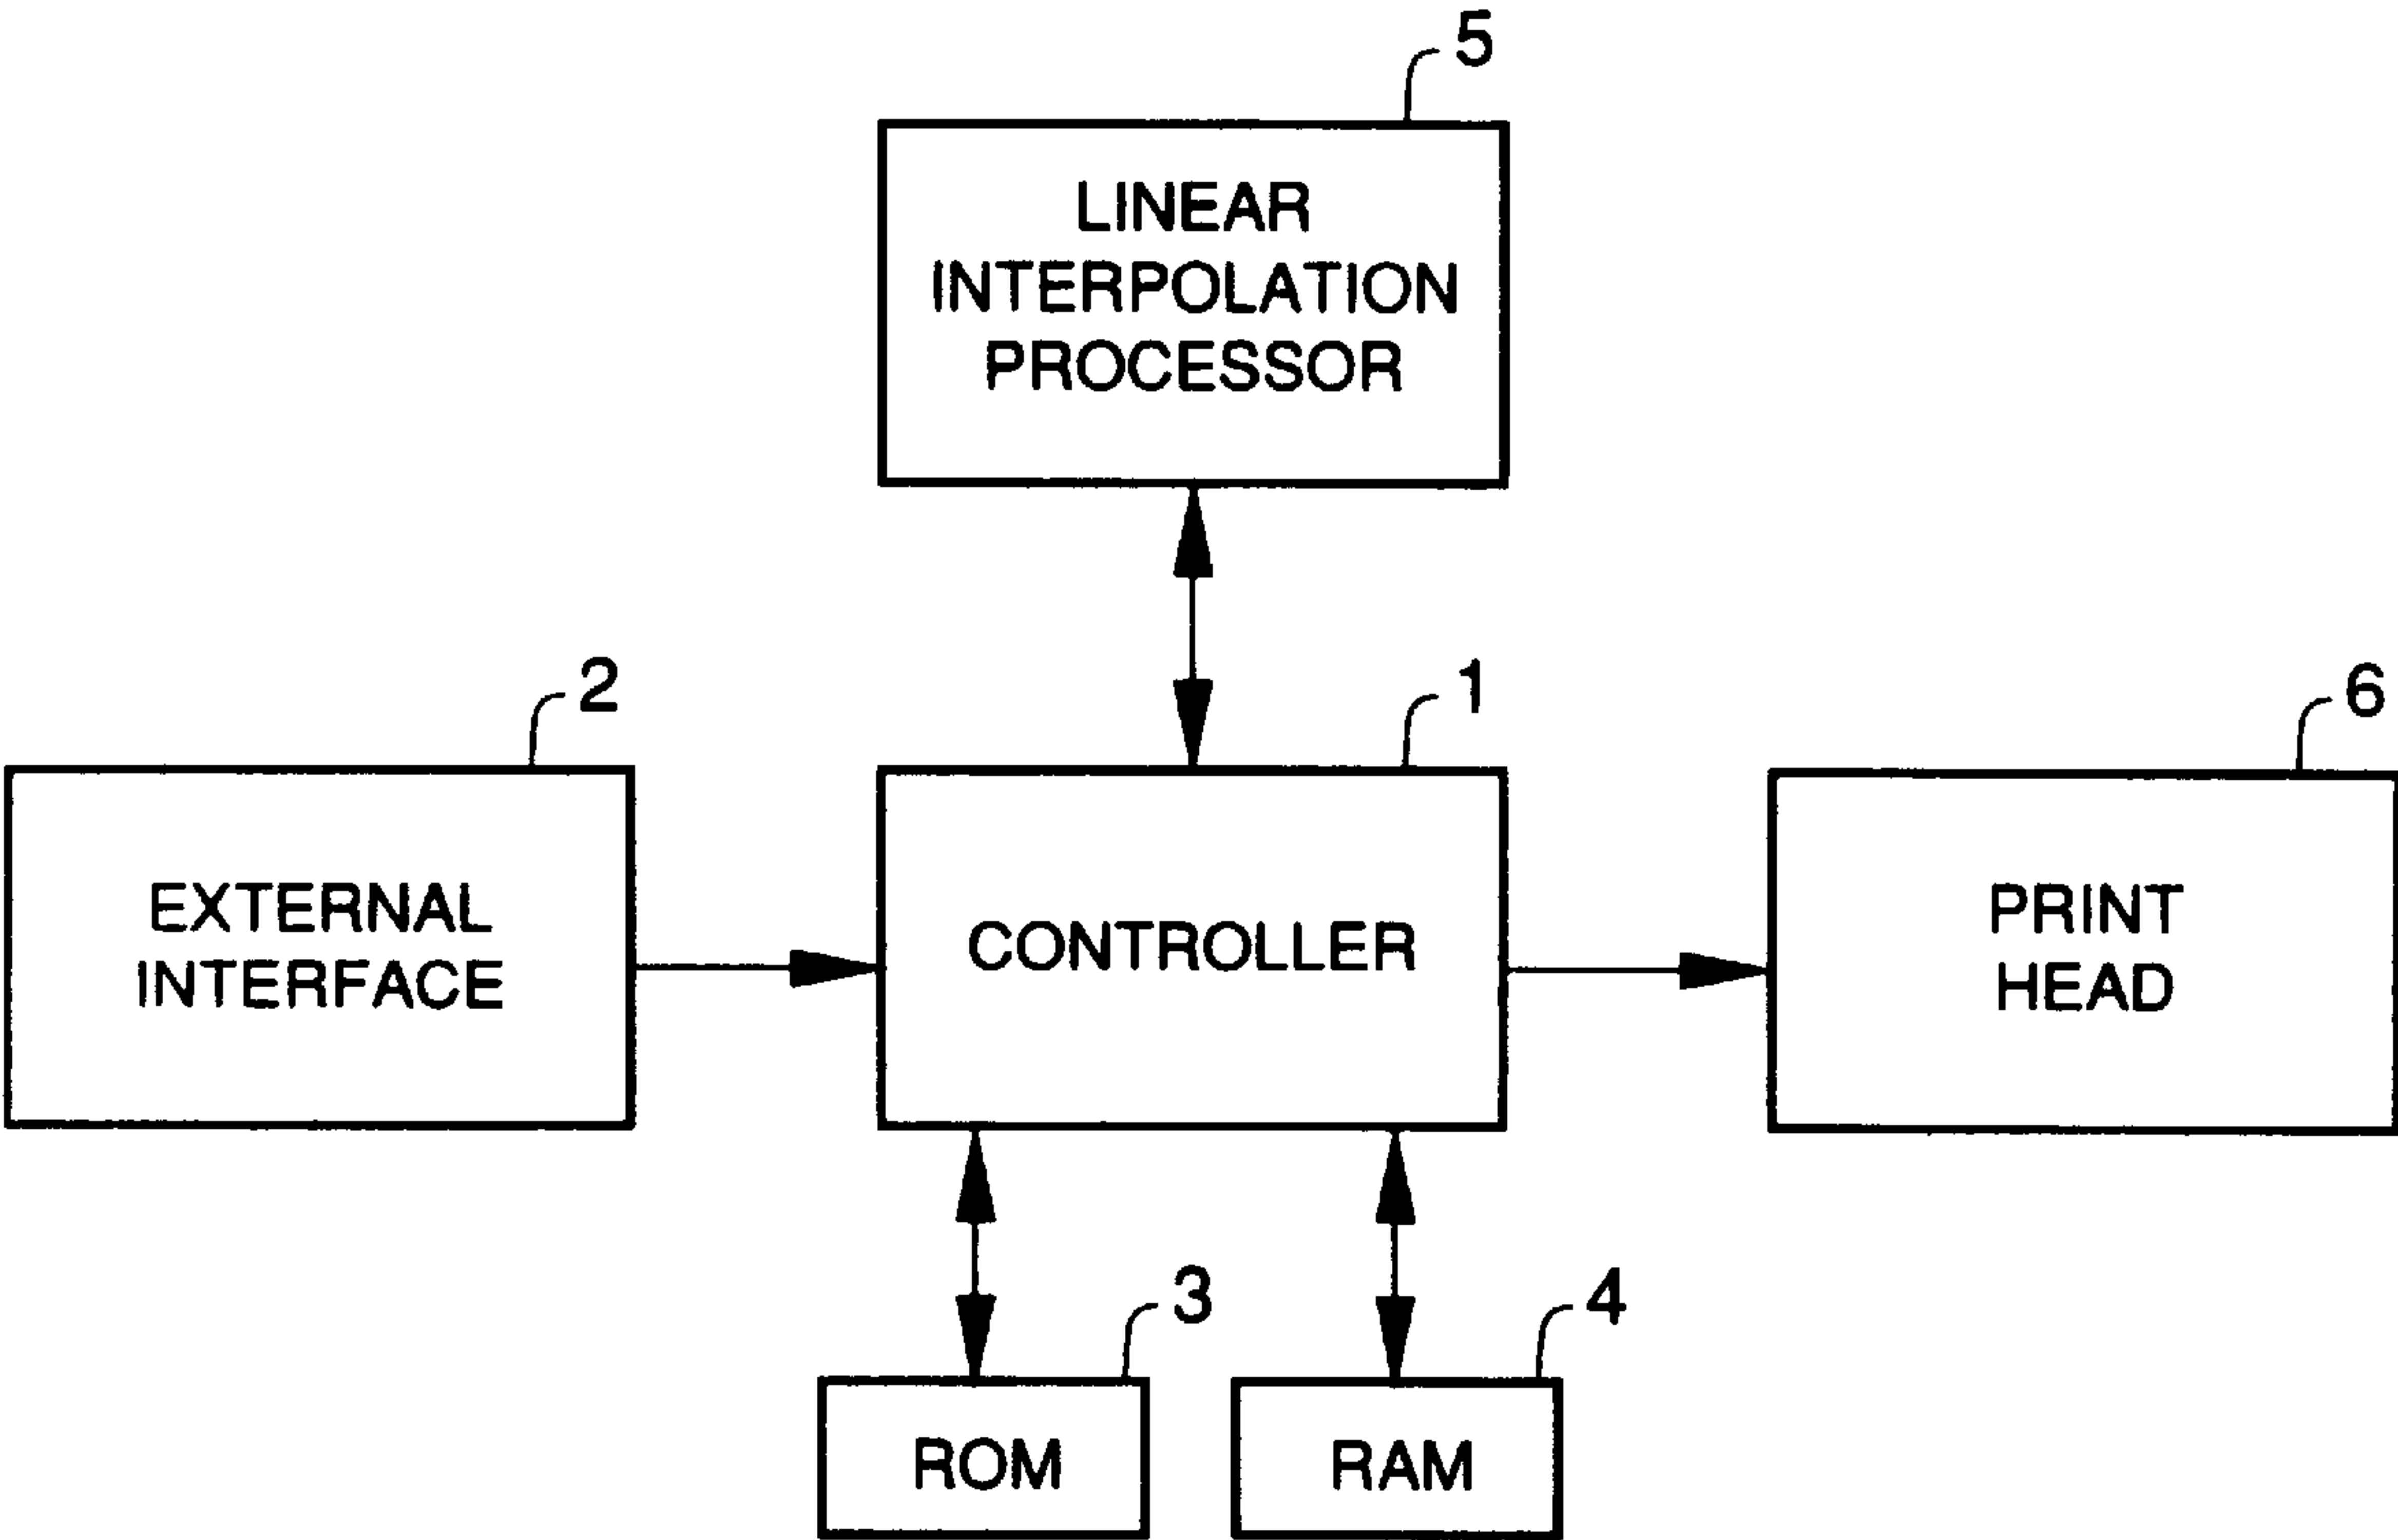 5
LINEAR
INTERPOLATION
PROCESSOR
2
1
6
EXTERNAL
INTERFACE
CONTROLLER
PRINT
HEAD
3
4
ROM
RAM